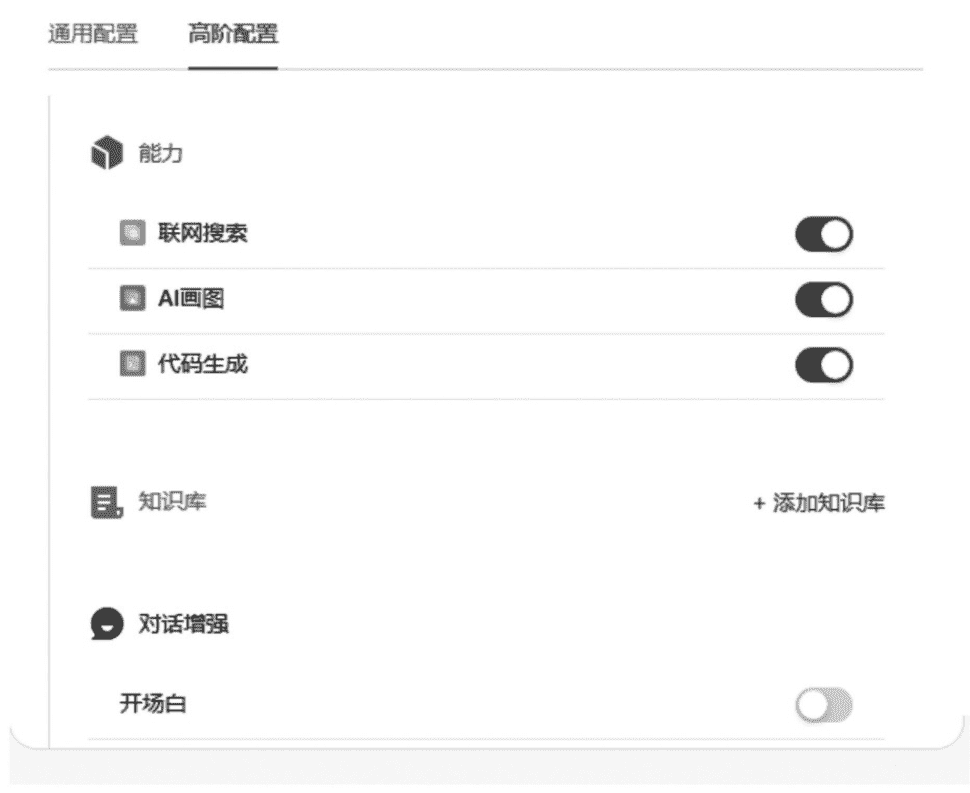 通用配置 高阶配置
能力
联网搜索
AI画图
代码生成
知识库 + 添加知识库
对话增强
开场白